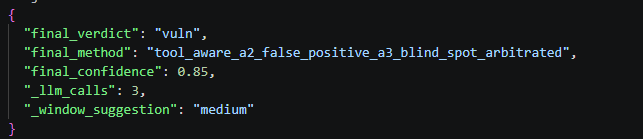 {
"final_verdict": "vuln",
"final_method": "tool_aware_a2_false_positive_a3_blind_spot_arbitrated",
"final_confidence": 0.85,
"_llm_calls": 3,
"_window_suggestion": "medium"
}